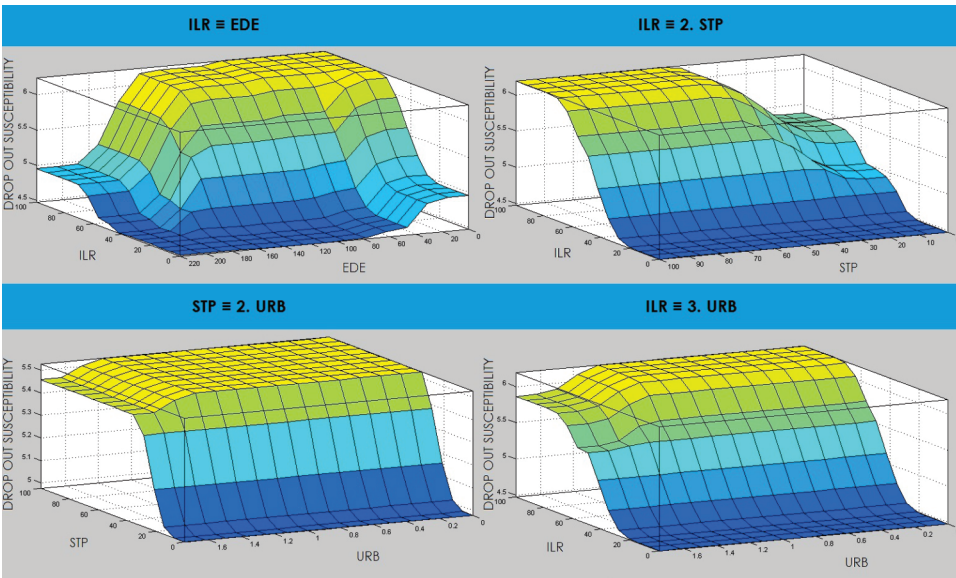 ILR ≡ EDE
ILR ≡ 2. STP
DROP OUT SUSCEPTIBILITY
6
5.5
5
4.5
100
80
60
40
20
0
ILR
220 200 180 160 140 120 100 80 60 40 20 0
EDE
DROP OUT SUSCEPTIBILITY
6
5.5
5
4.5
100
80
60
40
20
0
ILR
100 90 80 70 60 50 40 30 20 10
STP
STP ≡ 2. URB
ILR ≡ 3. URB
DROP OUT SUSCEPTIBILITY
5.5
5.4
5.3
5.2
5.1
5
100
80
60
40
20
0
STP
1.6 1.4 1.2 1 0.8 0.6 0.4 0.2 0
URB
DROP OUT SUSCEPTIBILITY
6
5.5
5
4.5
100
80
60
40
20
0
ILR
1.6 1.4 1.2 1 0.8 0.6 0.4 0.2
URB